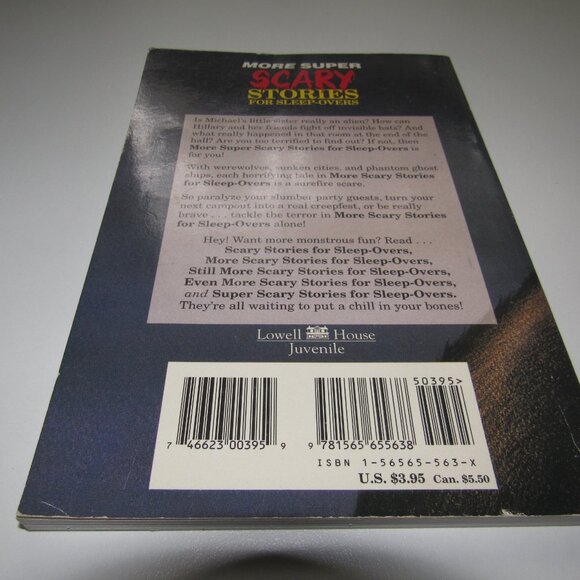 MORE SUPER
SCARY
STORIES
FOR SLEEP-OVERS
Is Michael's little sister really an alien? How can
Hillary and her friends fight off invisible bats? And
what really happened in that room at the end of the
hall? Are you too terrified to find out? If not, then
More Super Scary Stories for Sleep-Overs is
for you!
With werewolves, sunken cities, and phantom ghost
ships, each horrifying tale in More Scary Stories
for Sleep-Overs is a surefire scare.
So paralyze your slumber party guests, turn your
next campout into a real creepfest, or be really
brave . . . tackle the terror in More Scary Stories
for Sleep-Overs alone!
Hey! Want more monstrous fun? Read . . .
Scary Stories for Sleep-Overs,
More Scary Stories for Sleep-Overs,
Still More Scary Stories for Sleep-Overs,
Even More Scary Stories for Sleep-Overs,
and Super Scary Stories for Sleep-Overs.
They're all waiting to put a chill in your bones!
Lowell House
Juvenile
50395>
7 46623 00395 9
9 781565 655638
ISBN 1-56565-563-X
U.S. $3.95 Can. $5.50